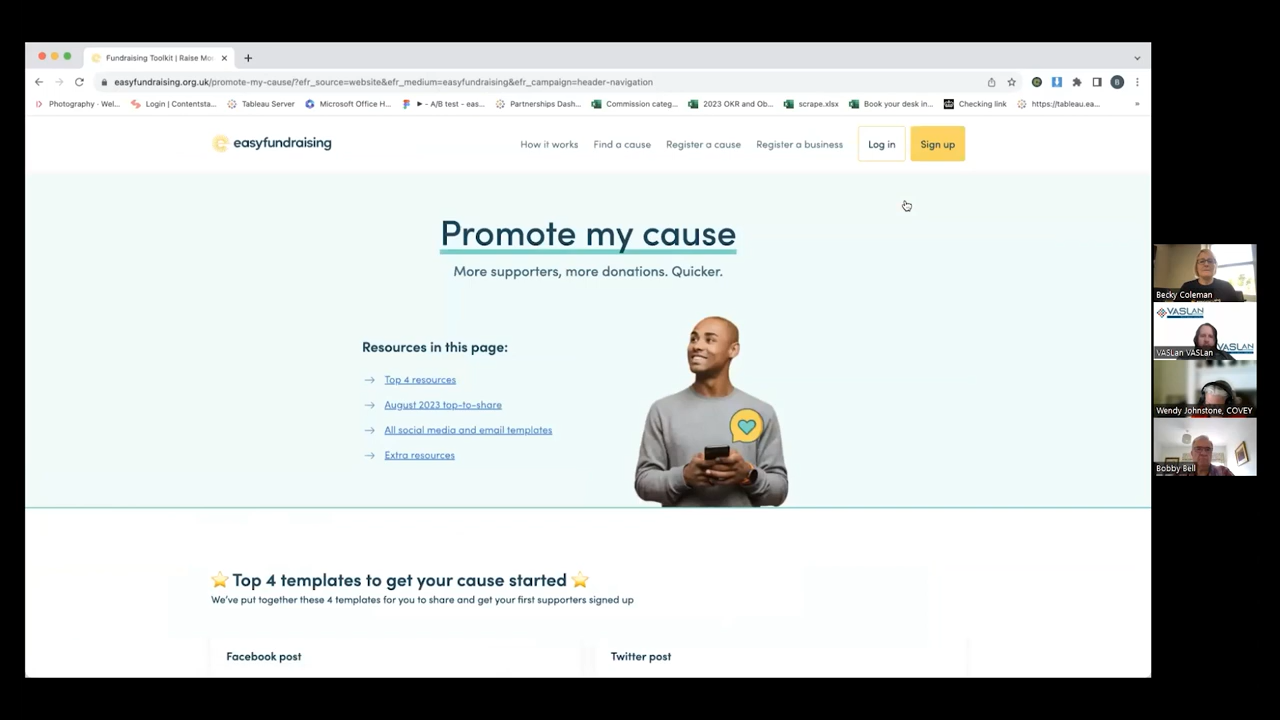 Fundraising Toolkit | Raise Mo
easyfundraising.org.uk/promote-my-cause/?efr_source=website&efr_medium=easyfundraising&efr_campaign=header-navigation
Photography - Wel... Login | Contentsta... Tableau Server Microsoft Office H... ► - A/B test - eas... Partnerships Dash... Commission categ... 2023 OKR and Ob... scrape.xlsx Book your desk in... Checking link https://tableau.ea... »
easyfundraising How it works Find a cause Register a cause Register a business Log in Sign up
Promote my cause
More supporters, more donations. Quicker.
Resources in this page:
Top 4 resources
August 2023 top-to-share
All social media and email templates
Extra resources
⭐ Top 4 templates to get your cause started ⭐
We've put together these 4 templates for you to share and get your first supporters signed up
Facebook post Twitter post
Becky Coleman
VASLAN
VASLan
VASLan VASLan
Wendy Johnstone, COVEY
Bobby Bell